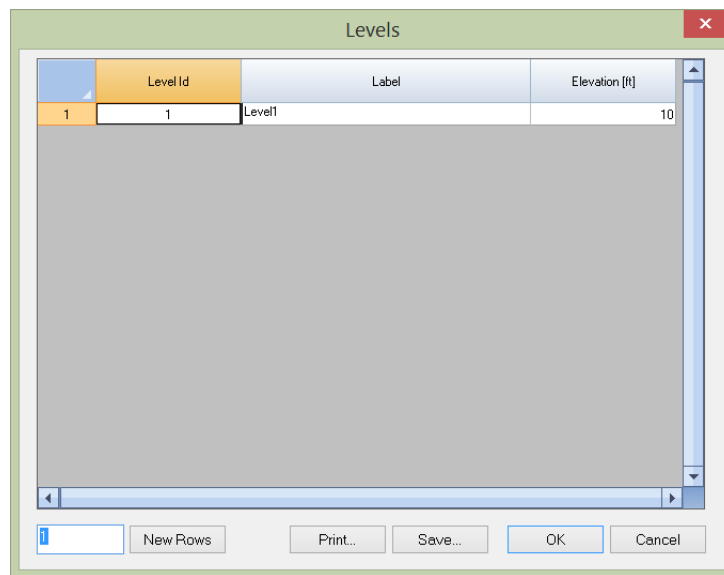 Levels
Level Id Label Elevation [ft]
1 1 Level1 10
1 New Rows Print... Save... OK Cancel